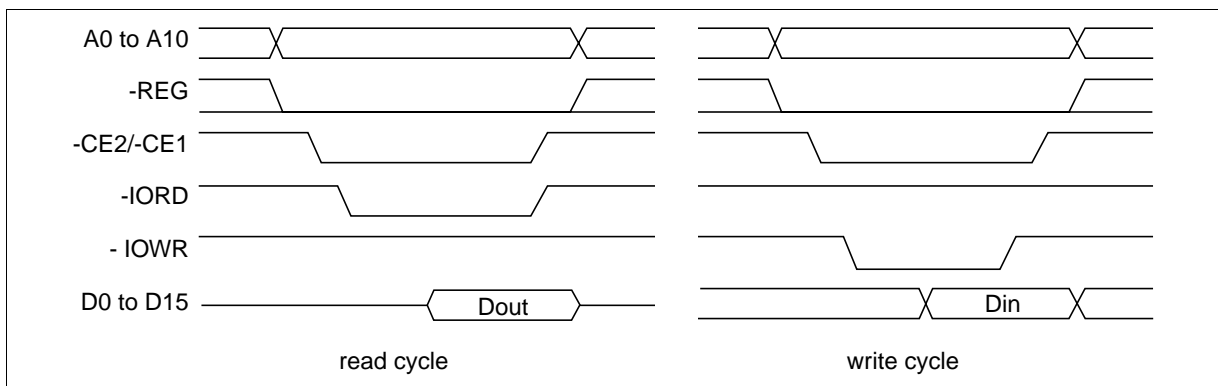 A0 to A10
-REG
-CE2/-CE1
-IORD
- IOWR
D0 to D15
Dout
Din
read cycle
write cycle